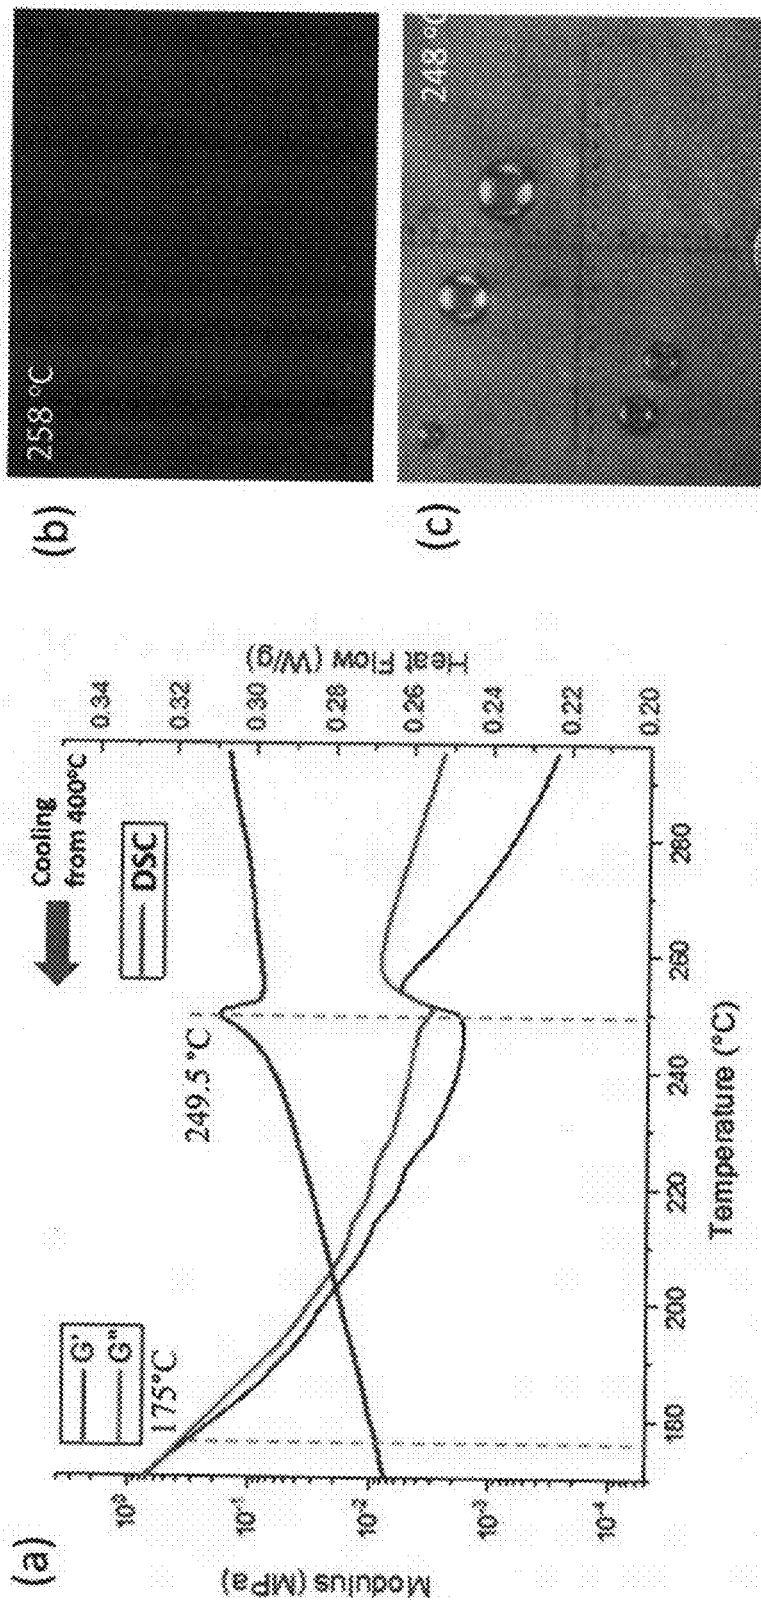 (a)
G'
G"
175°C
249.5 °C
Cooling
from 400°C
DSC
Modulus (MPa)
10⁰
10⁻¹
10⁻²
10⁻³
10⁻⁴
Heat Flow (W/g)
0.34
0.32
0.30
0.28
0.26
0.24
0.22
0.20
180
200
220
240
260
280
Temperature (°C)
(b)
258 °C
(c)
248 °C